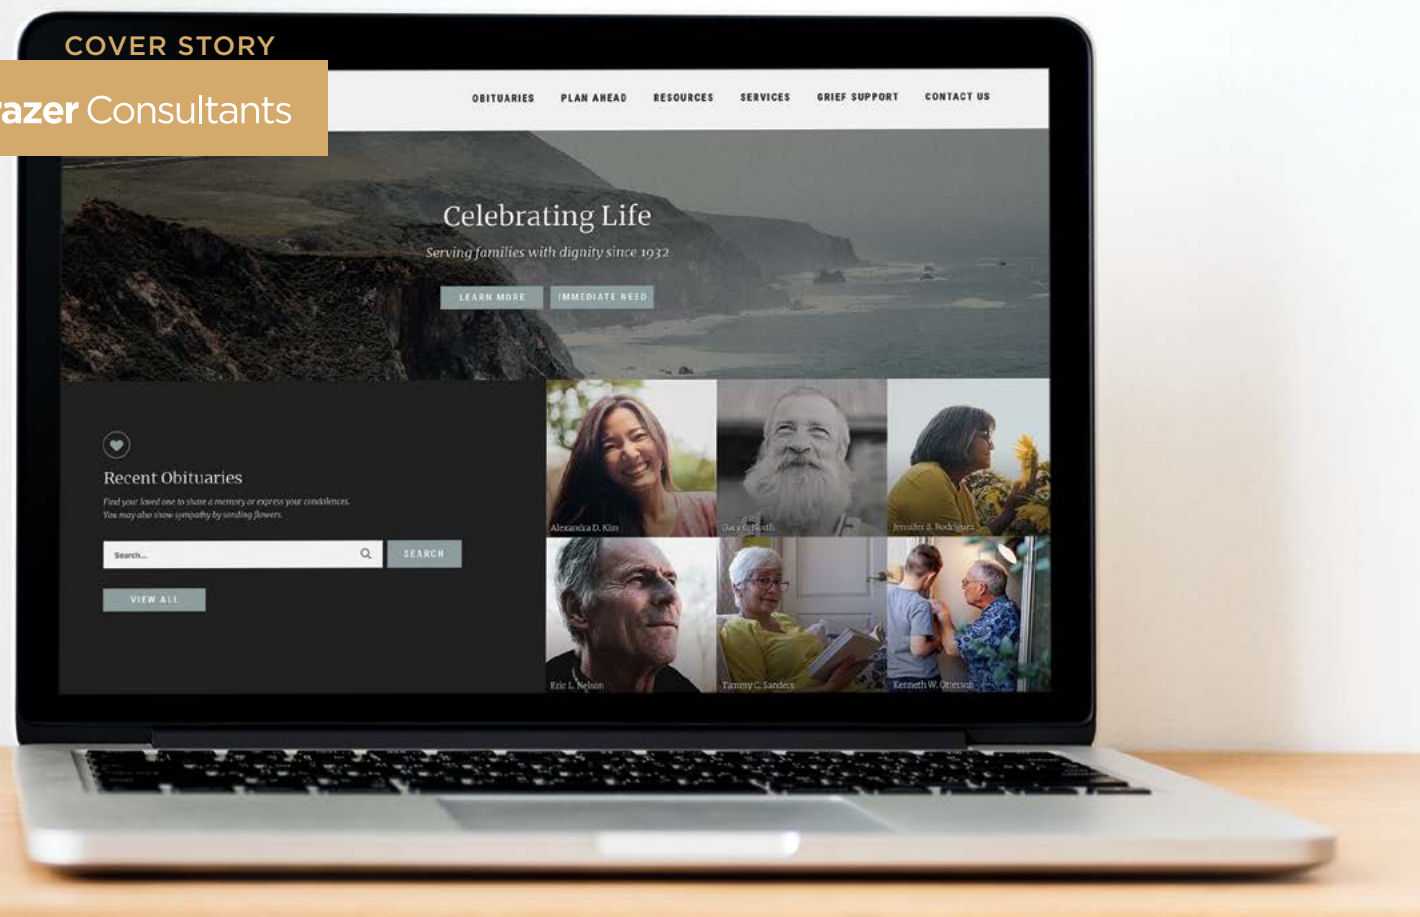 COVER STORY
razer Consultants
OBITUARIES PLAN AHEAD RESOURCES SERVICES GRIEF SUPPORT CONTACT US
Celebrating Life
Serving families with dignity since 1932
LEARN MORE IMMEDIATE NEED
Recent Obituaries
Find your loved one to share a memory or express your condolences.
You may also show sympathy by sending flowers.
Search... SEARCH
VIEW ALL
Alexandra D. Kim Gary C. North Jennifer S. Rodriguez
Eric L. Nelson Tammy C. Sanders Kenneth W. Otterson